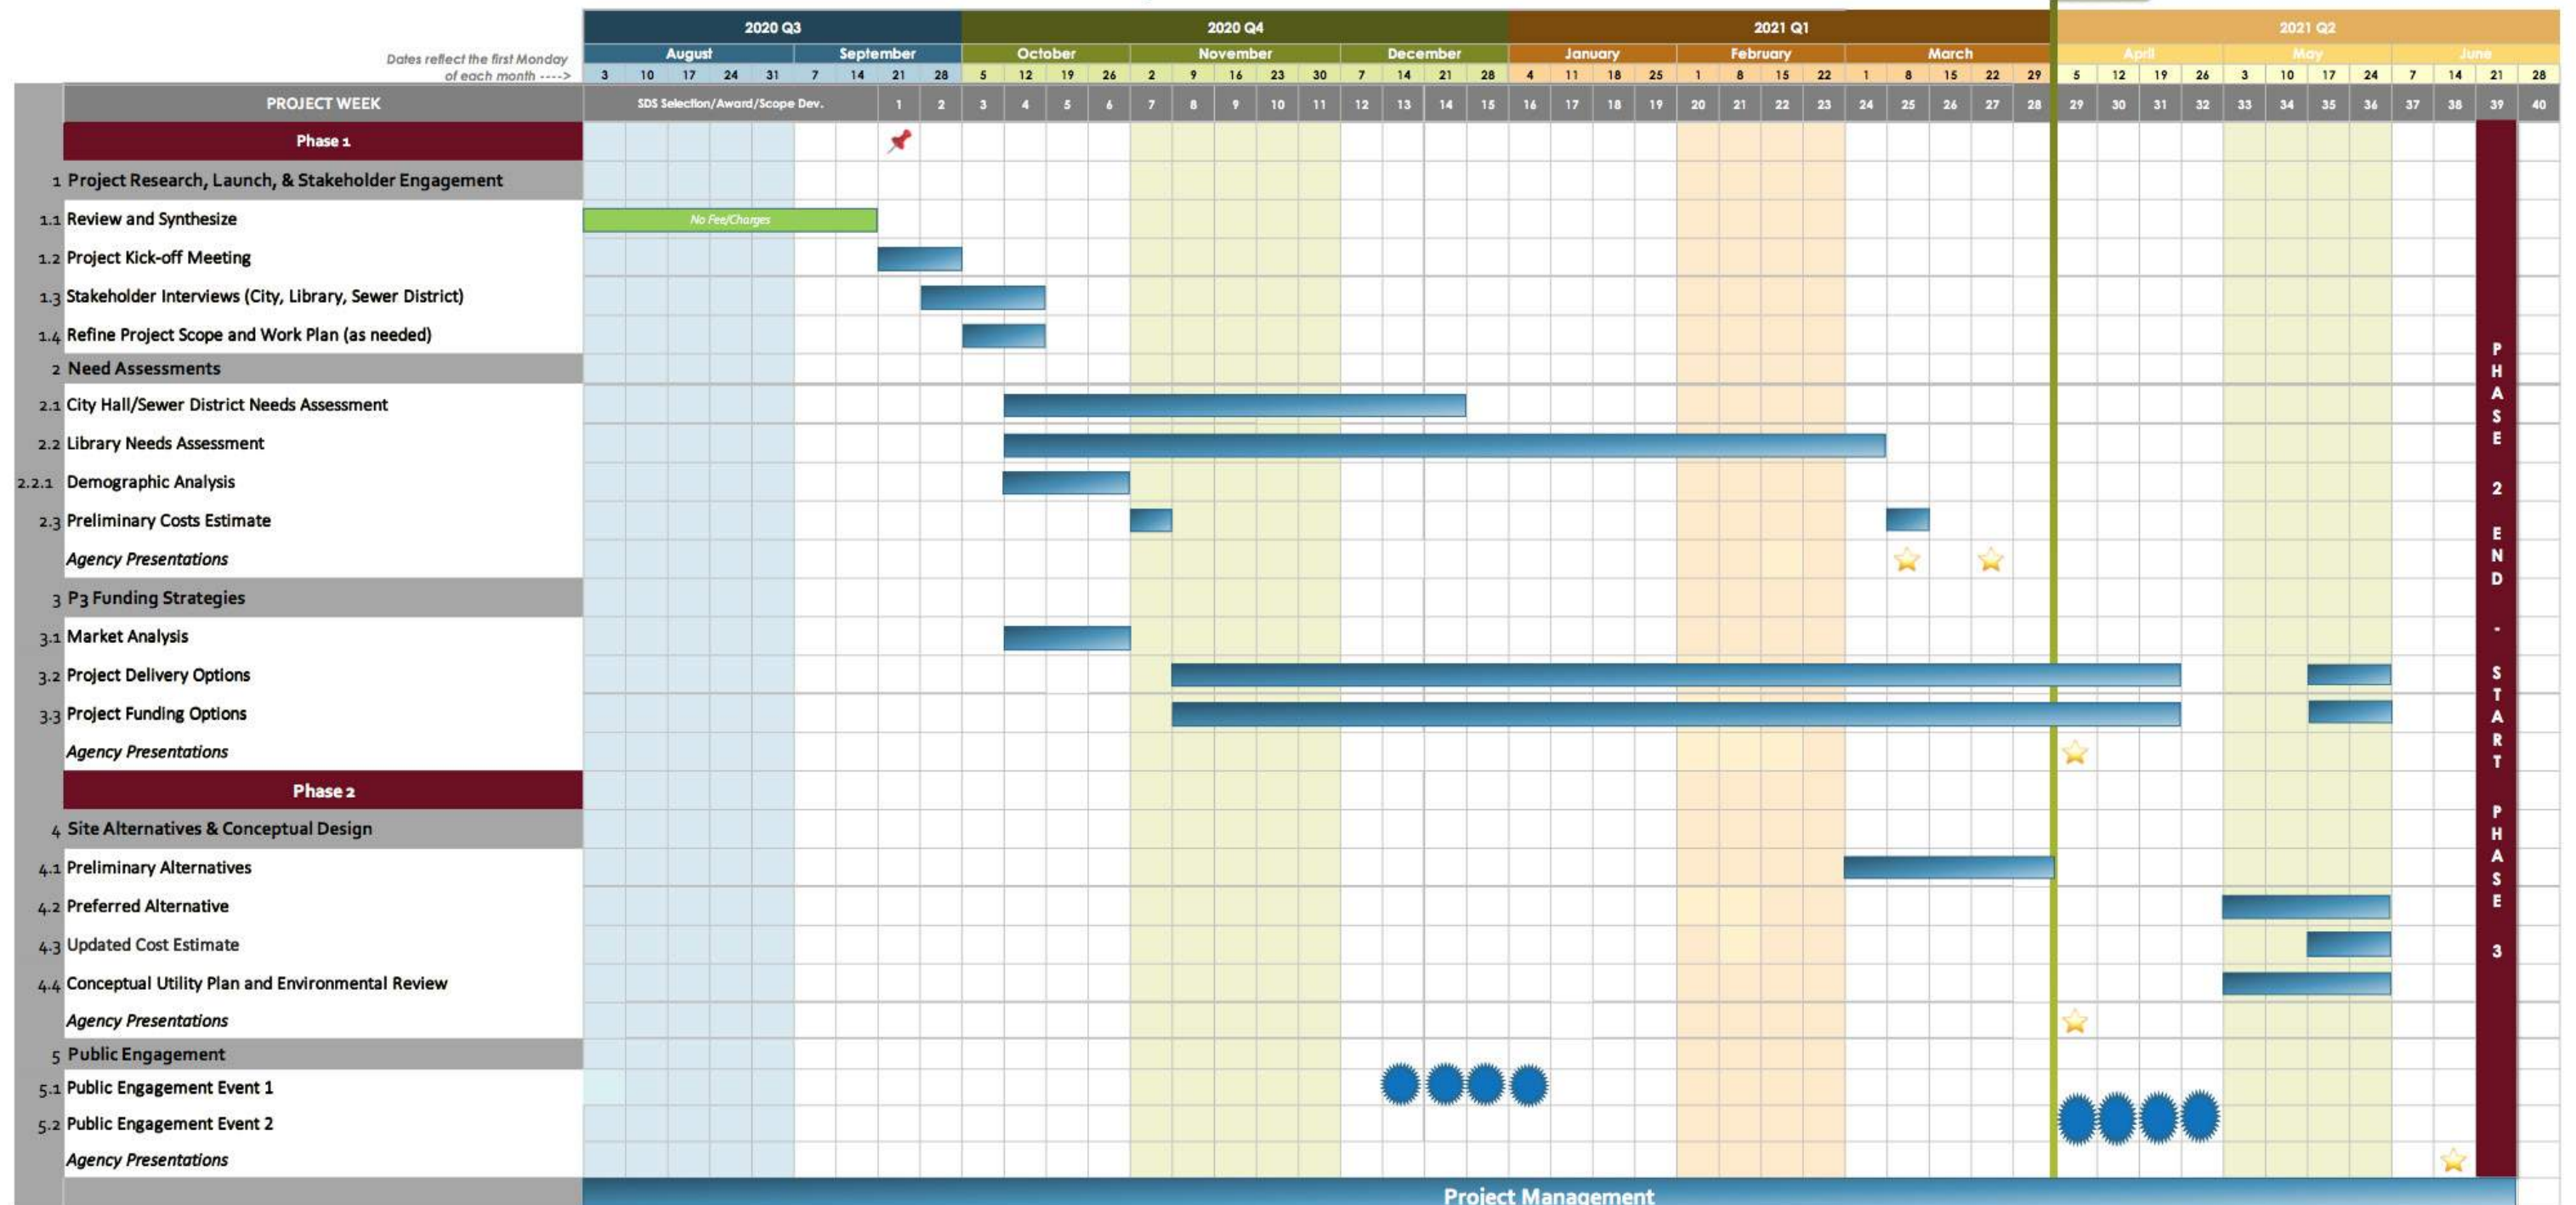 2020 Q3 2020 Q4 2021 Q1 2021 Q2
Dates reflect the first Monday August September October November December January February March April May June
of each month ----> 3 10 17 24 31 7 14 21 28 5 12 19 26 2 9 16 23 30 7 14 21 28 4 11 18 25 1 8 15 22 1 8 15 22 29 5 12 19 26 3 10 17 24 7 14 21 28
PROJECT WEEK SDS Selection/Award/Scope Dev. 1 2 3 4 5 6 7 8 9 10 11 12 13 14 15 16 17 18 19 20 21 22 23 24 25 26 27 28 29 30 31 32 33 34 35 36 37 38 39 40
Phase 1
1 Project Research, Launch, & Stakeholder Engagement
1.1 Review and Synthesize No Fee/Charges
1.2 Project Kick-off Meeting
1.3 Stakeholder Interviews (City, Library, Sewer District)
1.4 Refine Project Scope and Work Plan (as needed)
2 Need Assessments
2.1 City Hall/Sewer District Needs Assessment
2.2 Library Needs Assessment
2.2.1 Demographic Analysis
2.3 Preliminary Costs Estimate
Agency Presentations
3 P3 Funding Strategies
3.1 Market Analysis
3.2 Project Delivery Options
3.3 Project Funding Options
Agency Presentations
Phase 2
4 Site Alternatives & Conceptual Design
4.1 Preliminary Alternatives
4.2 Preferred Alternative
4.3 Updated Cost Estimate
4.4 Conceptual Utility Plan and Environmental Review
Agency Presentations
5 Public Engagement
5.1 Public Engagement Event 1
5.2 Public Engagement Event 2
Agency Presentations
Project Management
PHASE 2 END - START PHASE 3